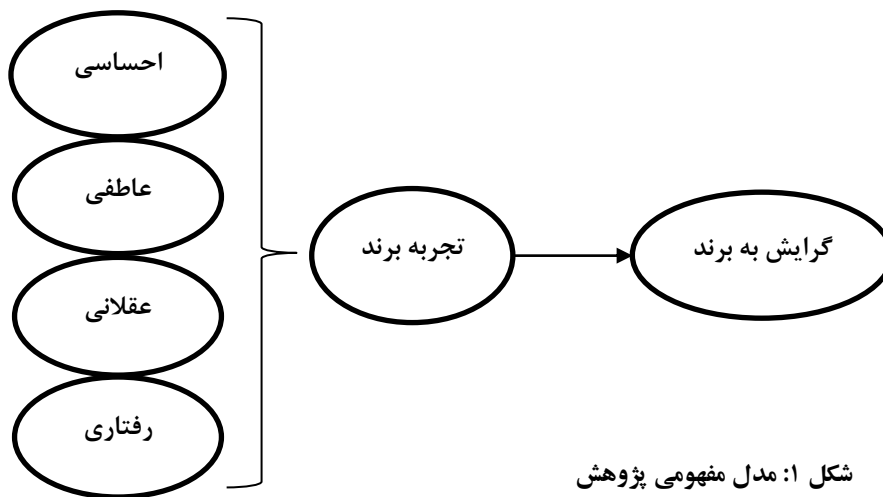 احساسی
عاطفی
عقلانی
رفتاری
تجربه برند
گرایش به برند
شکل ۱: مدل مفهومی پژوهش